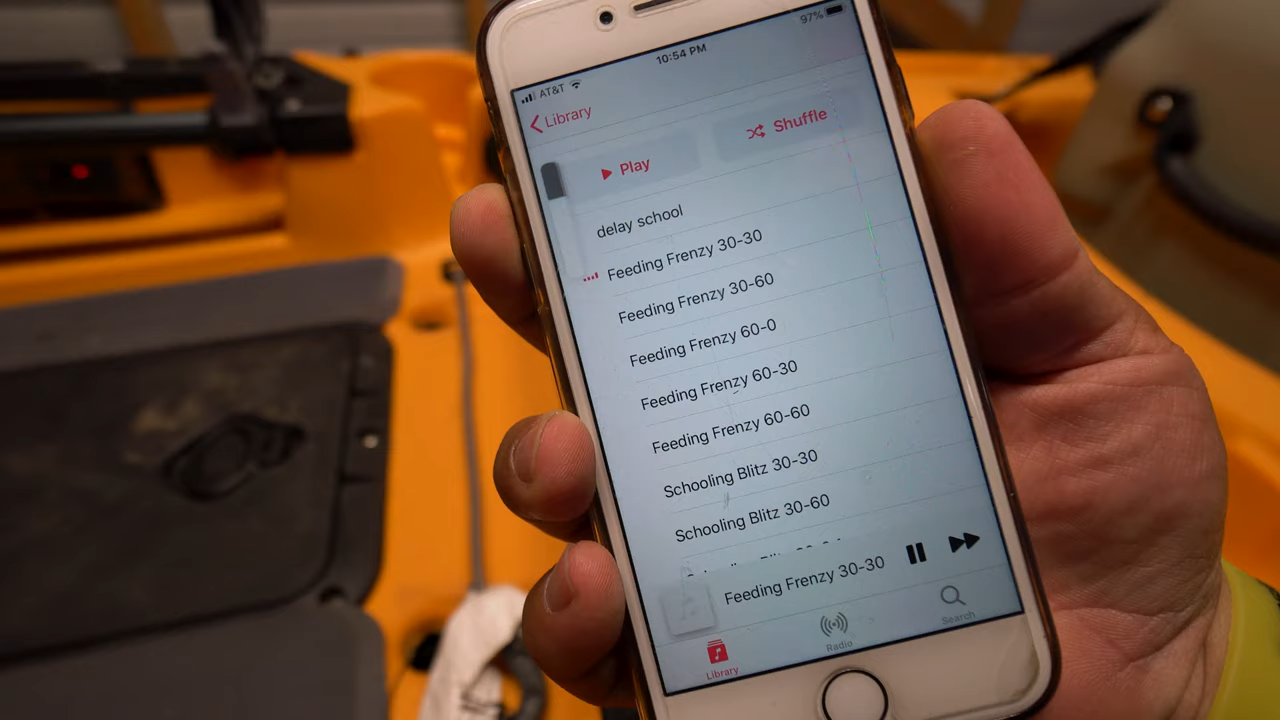 97%
10:54 PM
AT&T
Library
Play
Shuffle
delay school
Feeding Frenzy 30-30
Feeding Frenzy 30-60
Feeding Frenzy 60-0
Feeding Frenzy 60-30
Feeding Frenzy 60-60
Schooling Blitz 30-30
Schooling Blitz 30-60
Feeding Frenzy 30-30
Library
Radio
Search